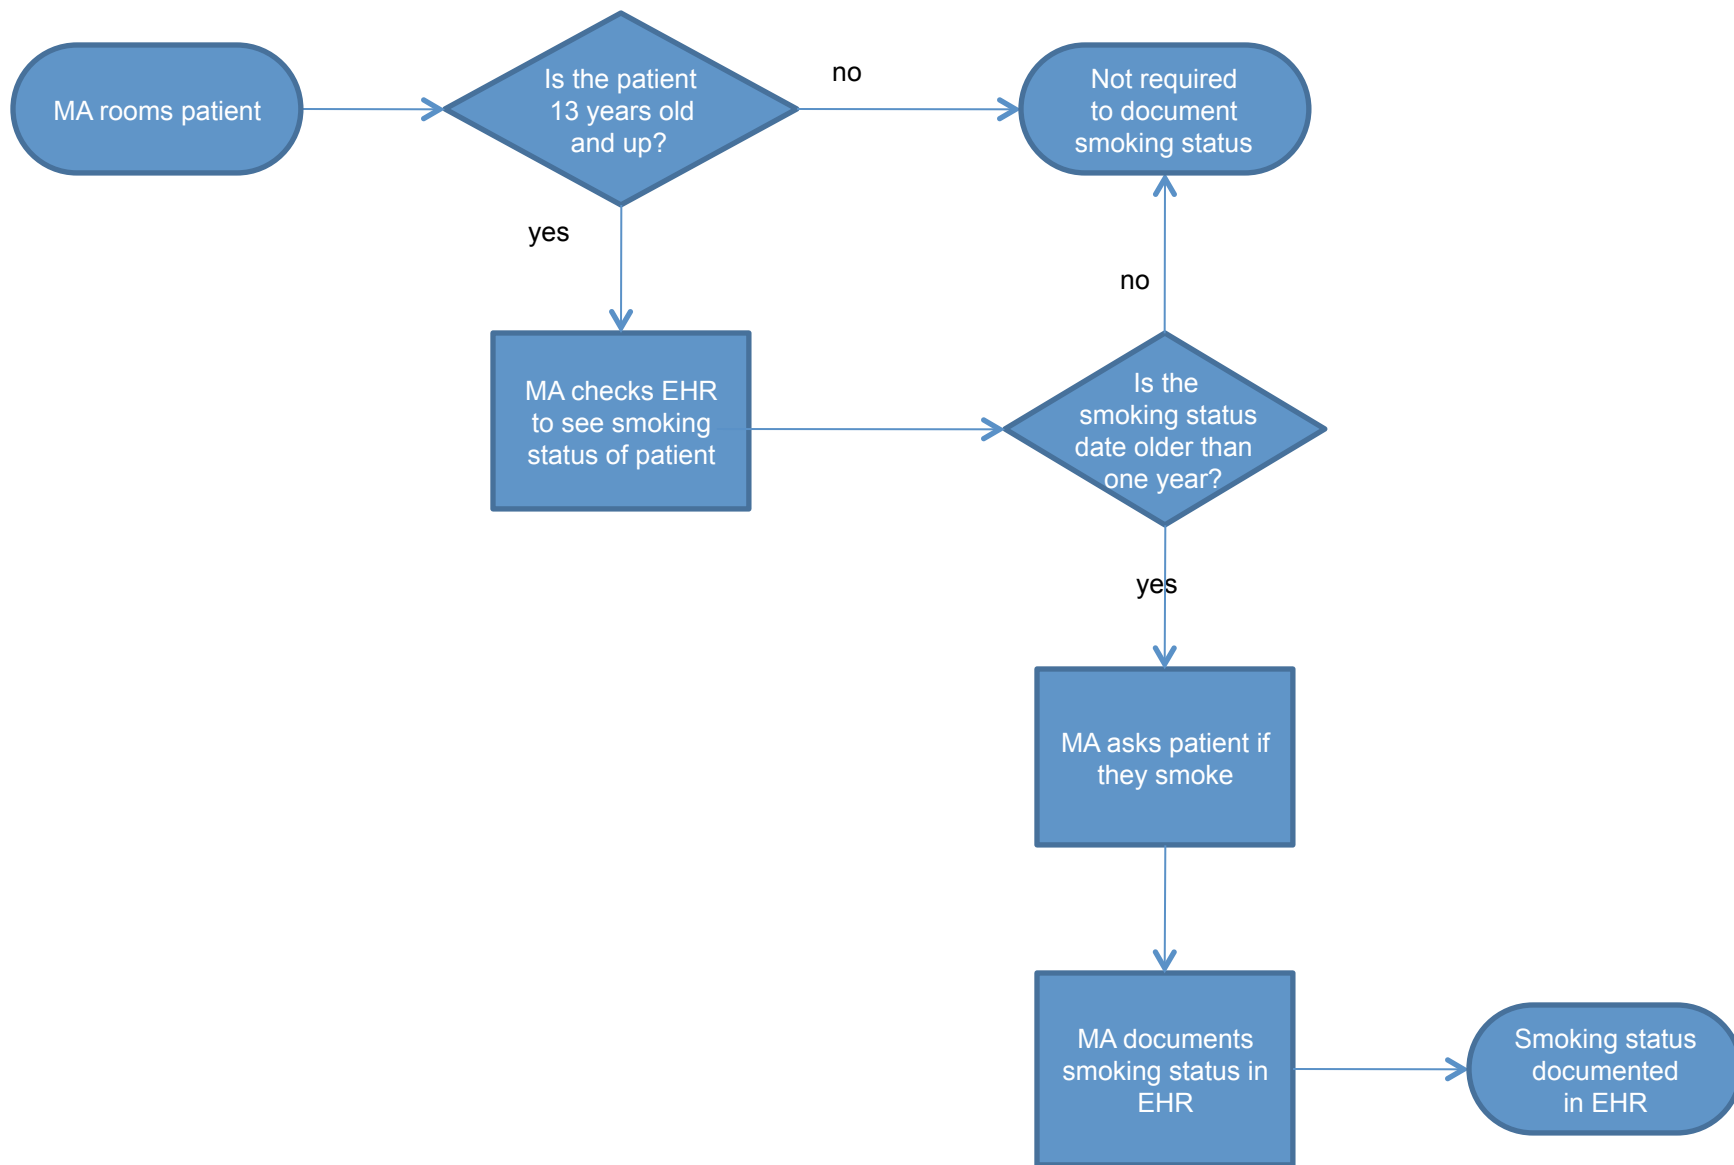 MA rooms patient
Is the patient
13 years old
and up?
no
Not required
to document
smoking status
yes
no
MA checks EHR
to see smoking
status of patient
Is the
smoking status
date older than
one year?
yes
MA asks patient if
they smoke
MA documents
smoking status in
EHR
Smoking status
documented
in EHR